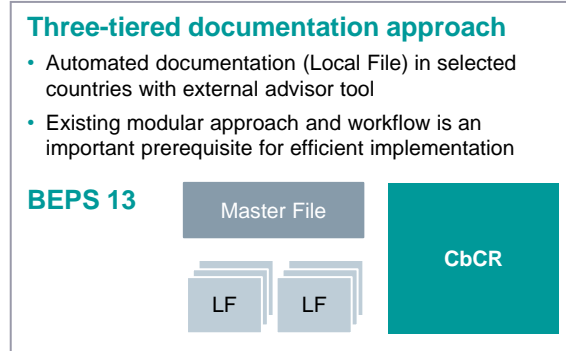 Three-tiered documentation approach
• Automated documentation (Local File) in selected
countries with external advisor tool
• Existing modular approach and workflow is an
important prerequisite for efficient implementation
BEPS 13
Master File
CbCR
LF
LF